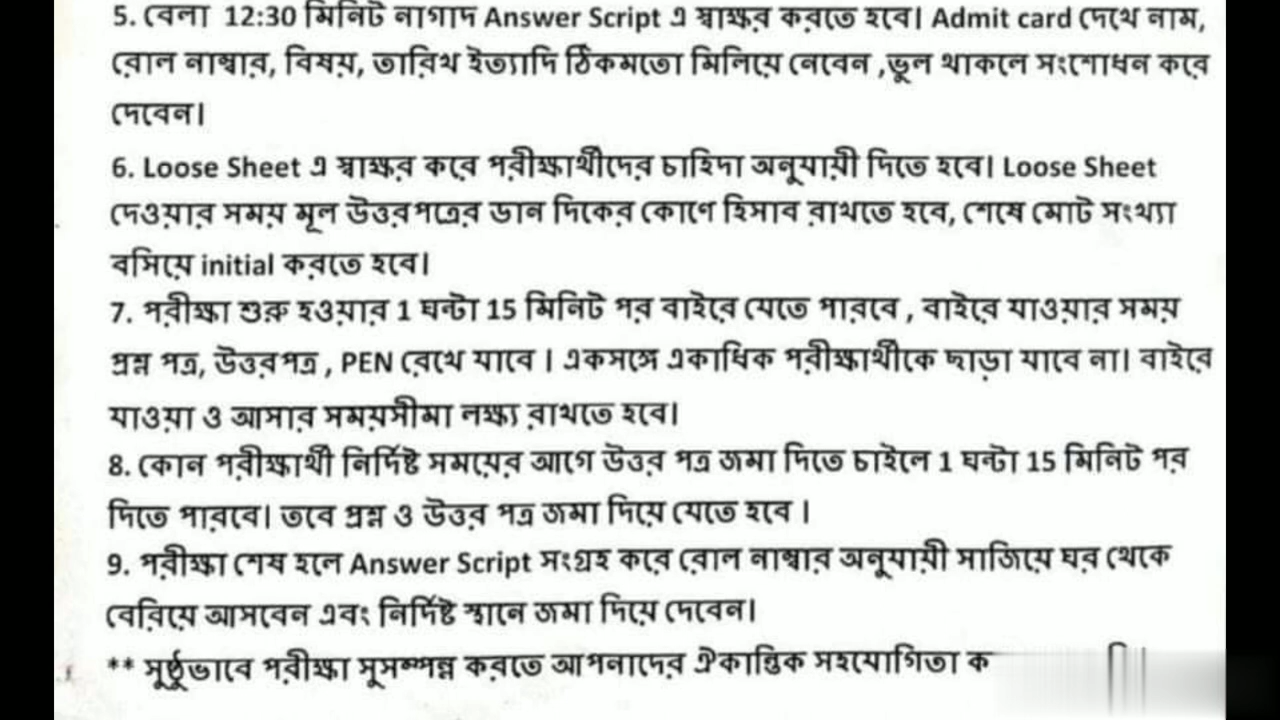 5. বেলা 12:30 মিনিট নাগাদ Answer Script এ স্বাক্ষর করতে হবে। Admit card দেখে নাম,
রোল নাম্বার, বিষয়, তারিখ ইত্যাদি ঠিকমতো মিলিয়ে নেবেন ,ভুল থাকলে সংশোধন করে
দেবেন।
6. Loose Sheet এ স্বাক্ষর করে পরীক্ষার্থীদের চাহিদা অনুযায়ী দিতে হবে। Loose Sheet
দেওয়ার সময় মূল উত্তরপত্রের ডান দিকের কোণে হিসাব রাখতে হবে, শেষে মোট সংখ্যা
বসিয়ে initial করতে হবে।
7. পরীক্ষা শুরু হওয়ার 1 ঘন্টা 15 মিনিট পর বাইরে যেতে পারবে , বাইরে যাওয়ার সময়
প্রশ্ন পত্র, উত্তরপত্র , PEN রেখে যাবে । একসঙ্গে একাধিক পরীক্ষার্থীকে ছাড়া যাবে না। বাইরে
যাওয়া ও আসার সময়সীমা লক্ষ্য রাখতে হবে।
8. কোন পরীক্ষার্থী নির্দিষ্ট সময়ের আগে উত্তর পত্র জমা দিতে চাইলে 1 ঘন্টা 15 মিনিট পর
দিতে পারবে। তবে প্রশ্ন ও উত্তর পত্র জমা দিয়ে যেতে হবে ।
9. পরীক্ষা শেষ হলে Answer Script সংগ্রহ করে রোল নাম্বার অনুযায়ী সাজিয়ে ঘর থেকে
বেরিয়ে আসবেন এবং নির্দিষ্ট স্থানে জমা দিয়ে দেবেন।
** সুষ্ঠুভাবে পরীক্ষা সুসম্পন্ন করতে আপনাদের ঐকান্তিক সহযোগিতা ক